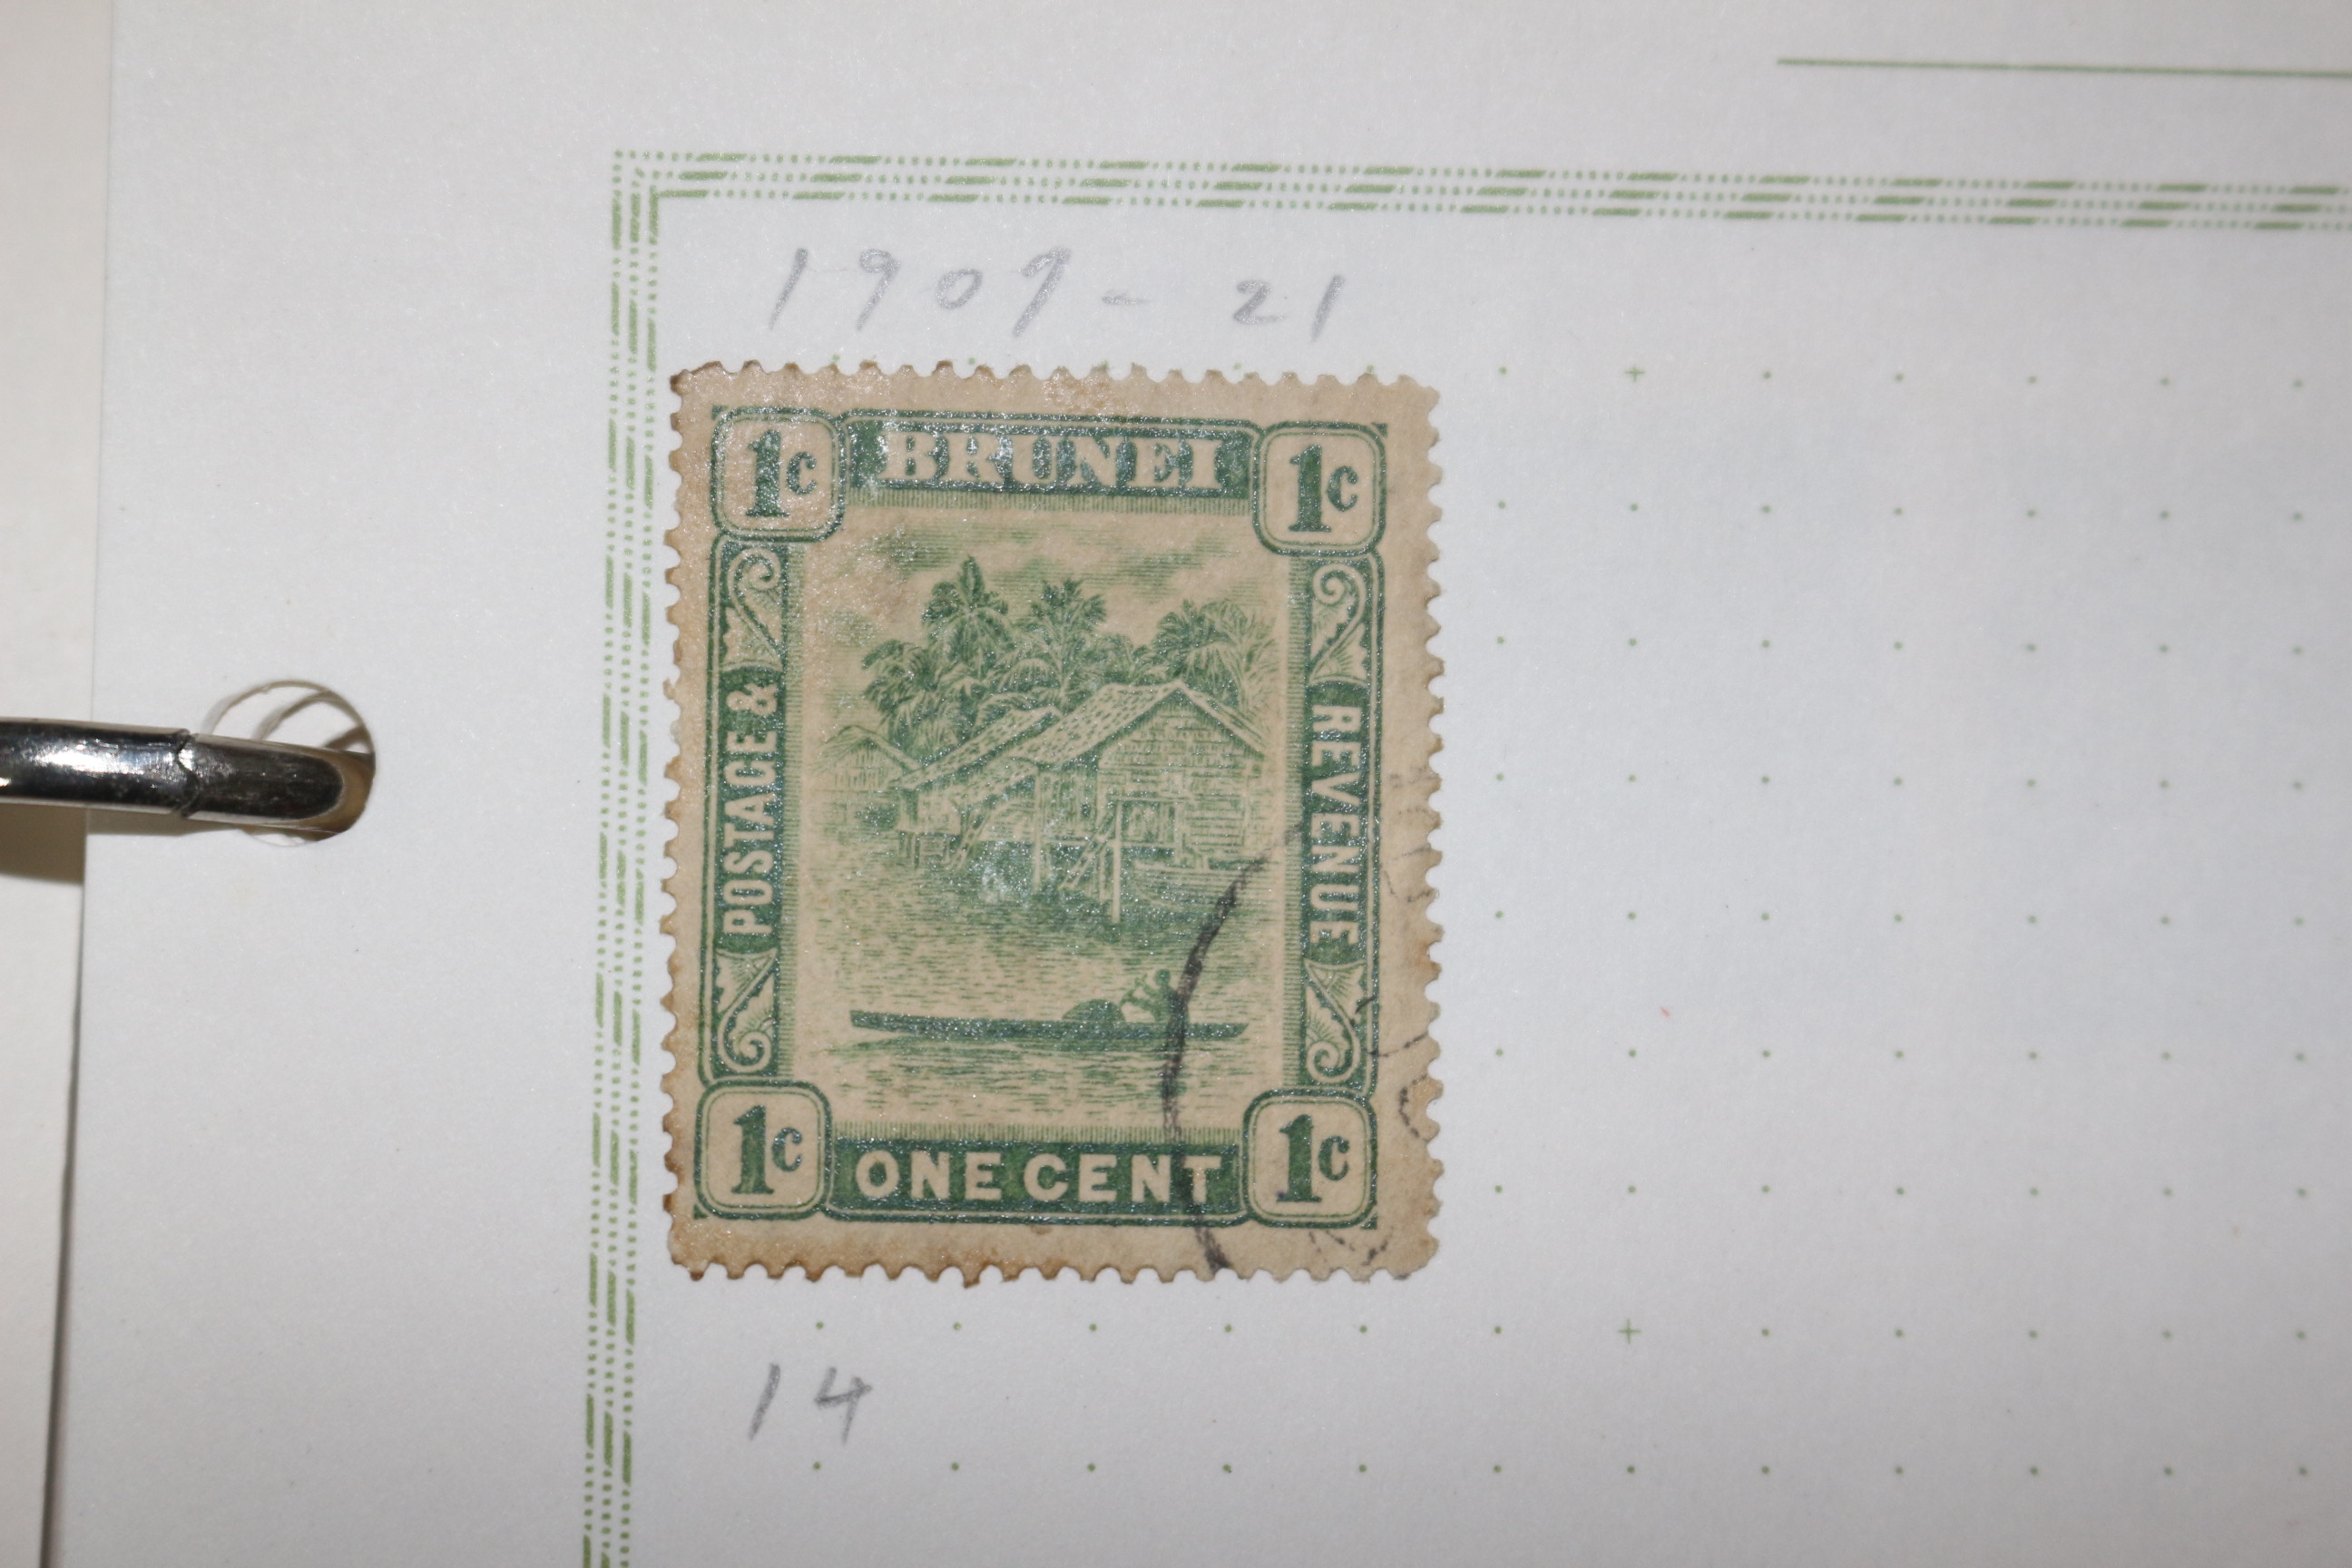 1909 - 21
1c BRUNEI 1c
POSTAGE &
REVENUE
1c ONE CENT 1c
14